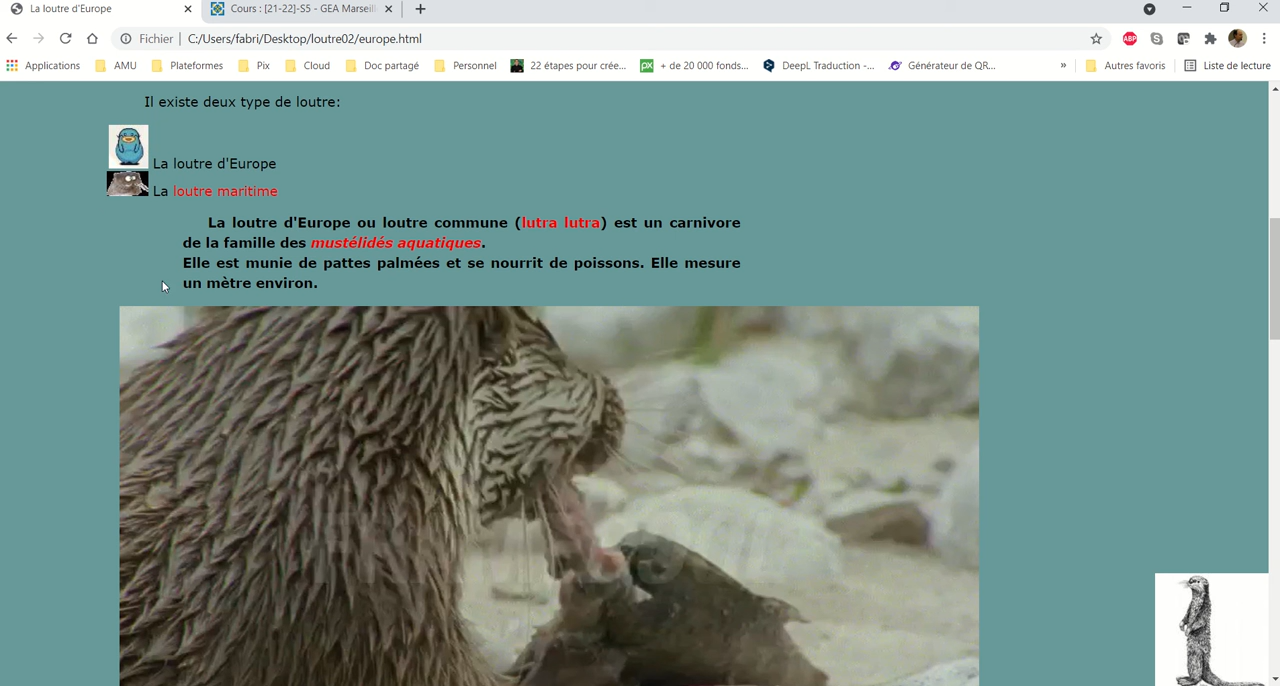 La loutre d'Europe
Cours : [21-22]-S5 - GEA Marseil
Fichier
C:/Users/fabri/Desktop/loutre02/europe.html
ABP
Applications
AMU
Plateformes
Pix
Cloud
Doc partagé
Personnel
22 étapes pour crée...
px
+ de 20 000 fonds...
DeepL Traduction -...
Générateur de QR...
»
Autres favoris
Liste de lecture
Il existe deux type de loutre:
La loutre d'Europe
La loutre maritime
La loutre d'Europe ou loutre commune (lutra lutra) est un carnivore
de la famille des mustélidés aquatiques.
Elle est munie de pattes palmées et se nourrit de poissons. Elle mesure
un mètre environ.